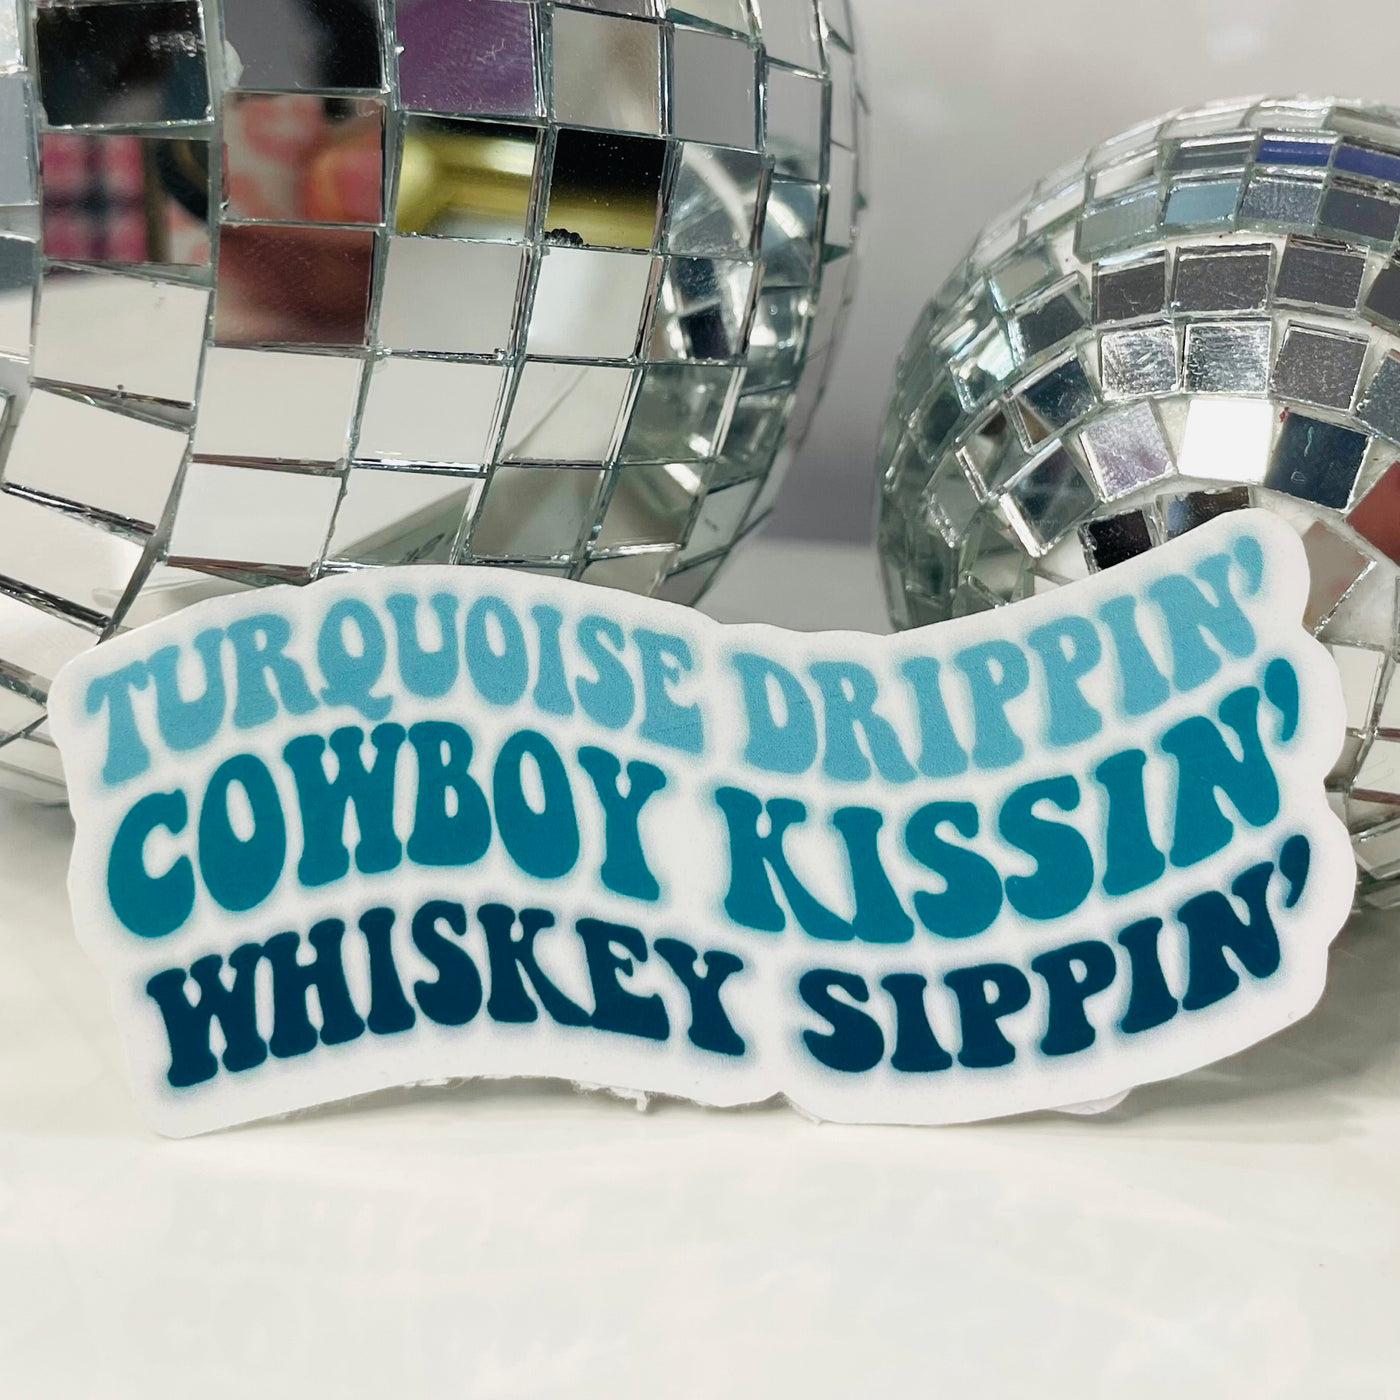 TURQUOISE DRIPPIN'
COWBOY KISSIN'
WHISKEY SIPPIN'